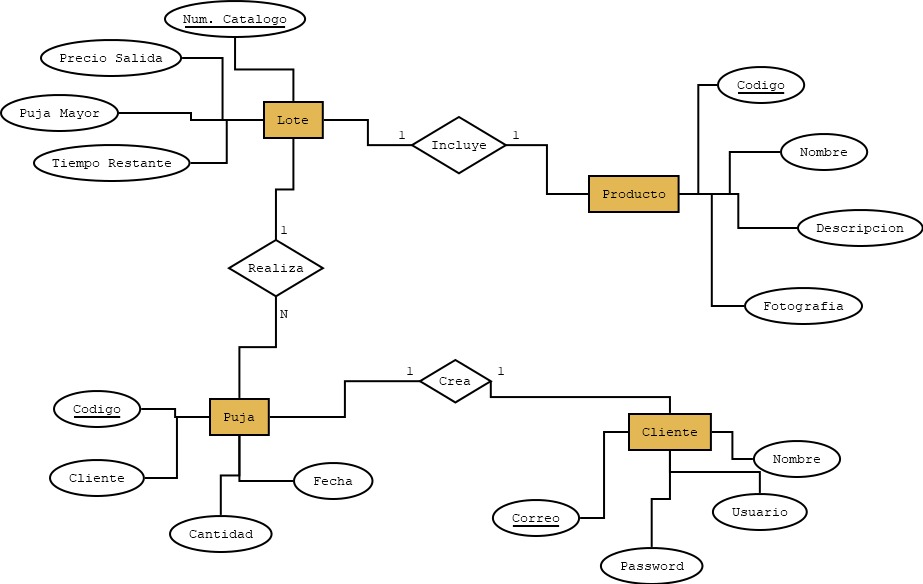 Num. Catalogo
Precio Salida
Puja Mayor
Tiempo Restante
Lote
1
Incluye
1
Producto
Codigo
Nombre
Descripcion
Fotografia
1
Realiza
N
Puja
Codigo
Cliente
Cantidad
Fecha
1
Crea
1
Cliente
Nombre
Usuario
Correo
Password